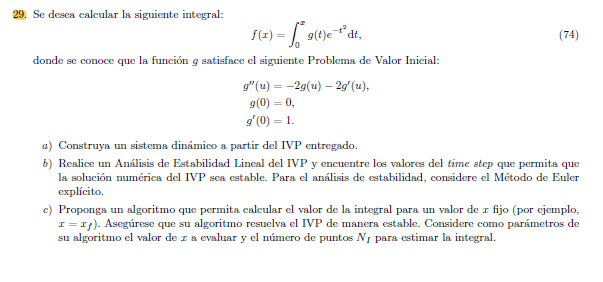 29. Se desea calcular la siguiente integral:
f(x) = ∫₀ˣ g(t)e^{−t²}dt, (74)
donde se conoce que la función g satisface el siguiente Problema de Valor Inicial:
g′′(u) = −2g(u) − 2g′(u),
g(0) = 0,
g′(0) = 1.
a) Construya un sistema dinámico a partir del IVP entregado.
b) Realice un Análisis de Estabilidad Lineal del IVP y encuentre los valores del time step que permita que
la solución numérica del IVP sea estable. Para el análisis de estabilidad, considere el Método de Euler
explícito.
c) Proponga un algoritmo que permita calcular el valor de la integral para un valor de x fijo (por ejemplo,
x = x_f). Asegúrese que su algoritmo resuelva el IVP de manera estable. Considere como parámetros de
su algoritmo el valor de x a evaluar y el número de puntos N_I para estimar la integral.